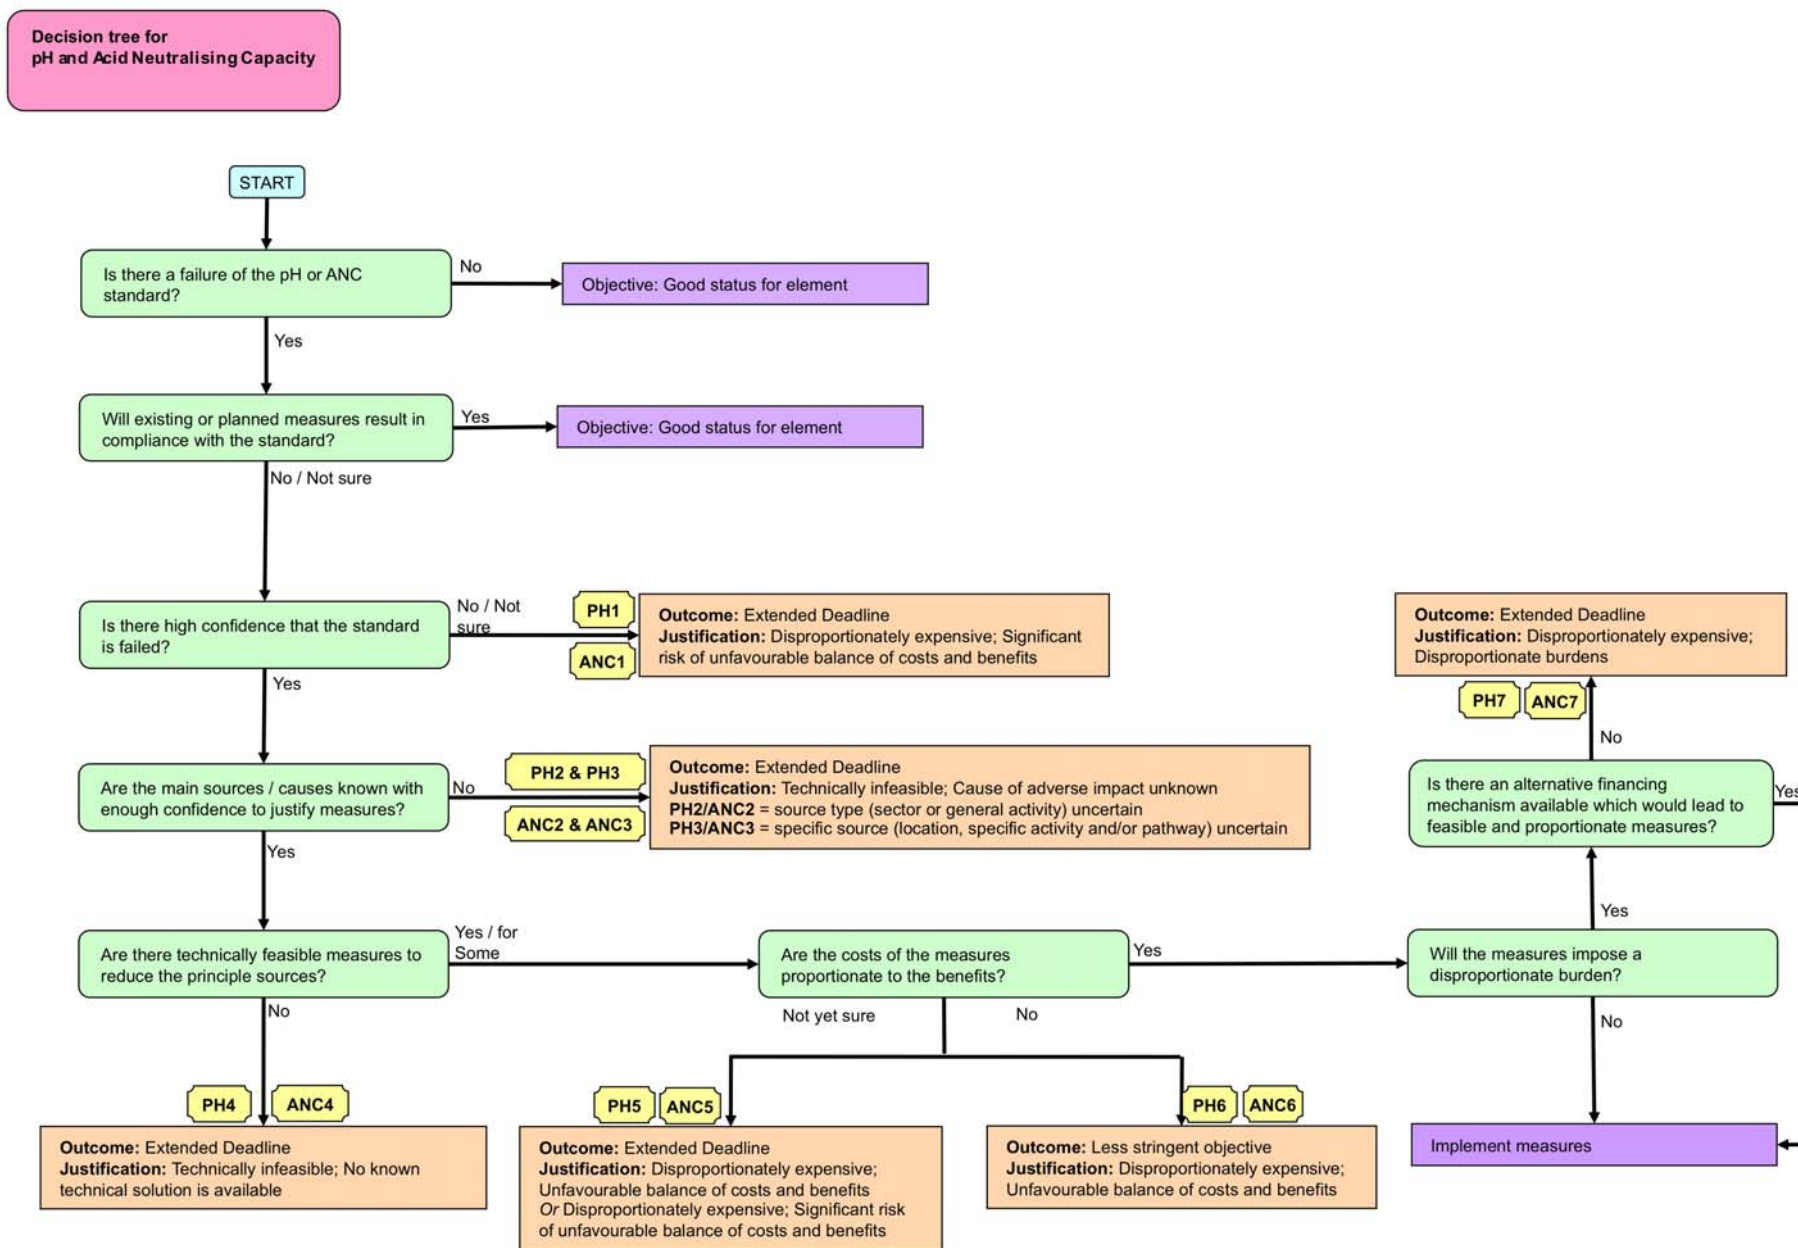 Decision tree for
pH and Acid Neutralising Capacity
START
Is there a failure of the pH or ANC
standard?
No
Objective: Good status for element
Yes
Will existing or planned measures result in
compliance with the standard?
Yes
Objective: Good status for element
No / Not sure
Is there high confidence that the standard
is failed?
No / Not
sure
PH1
ANC1
Outcome: Extended Deadline
Justification: Disproportionately expensive; Significant
risk of unfavourable balance of costs and benefits
Yes
Are the main sources / causes known with
enough confidence to justify measures?
No
PH2 & PH3
ANC2 & ANC3
Outcome: Extended Deadline
Justification: Technically infeasible; Cause of adverse impact unknown
PH2/ANC2 = source type (sector or general activity) uncertain
PH3/ANC3 = specific source (location, specific activity and/or pathway) uncertain
Yes
Are there technically feasible measures to
reduce the principle sources?
Yes / for
Some
Are the costs of the measures
proportionate to the benefits?
Yes
Will the measures impose a
disproportionate burden?
Yes
Is there an alternative financing
mechanism available which would lead to
feasible and proportionate measures?
Yes
No
PH7
ANC7
Outcome: Extended Deadline
Justification: Disproportionately expensive;
Disproportionate burdens
No
PH4
ANC4
Outcome: Extended Deadline
Justification: Technically infeasible; No known
technical solution is available
Not yet sure
No
PH5
ANC5
Outcome: Extended Deadline
Justification: Disproportionately expensive;
Unfavourable balance of costs and benefits
Or Disproportionately expensive; Significant risk
of unfavourable balance of costs and benefits
PH6
ANC6
Outcome: Less stringent objective
Justification: Disproportionately expensive;
Unfavourable balance of costs and benefits
No
Implement measures